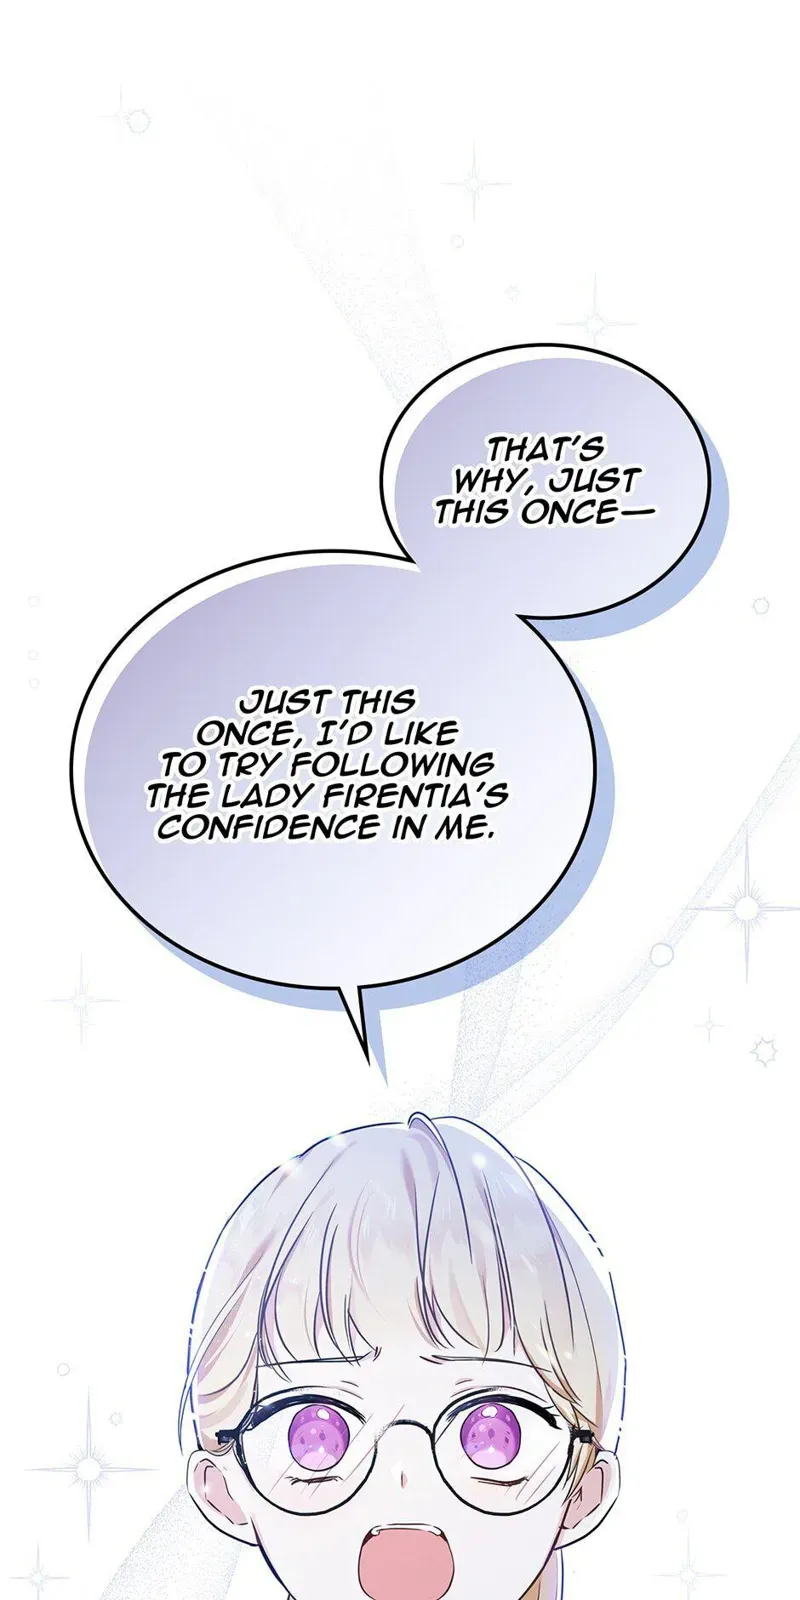 THAT'S
WHY, JUST
THIS ONCE—
JUST THIS
ONCE, I'D LIKE
TO TRY FOLLOWING
THE LADY FIRENTIA'S
CONFIDENCE IN ME.